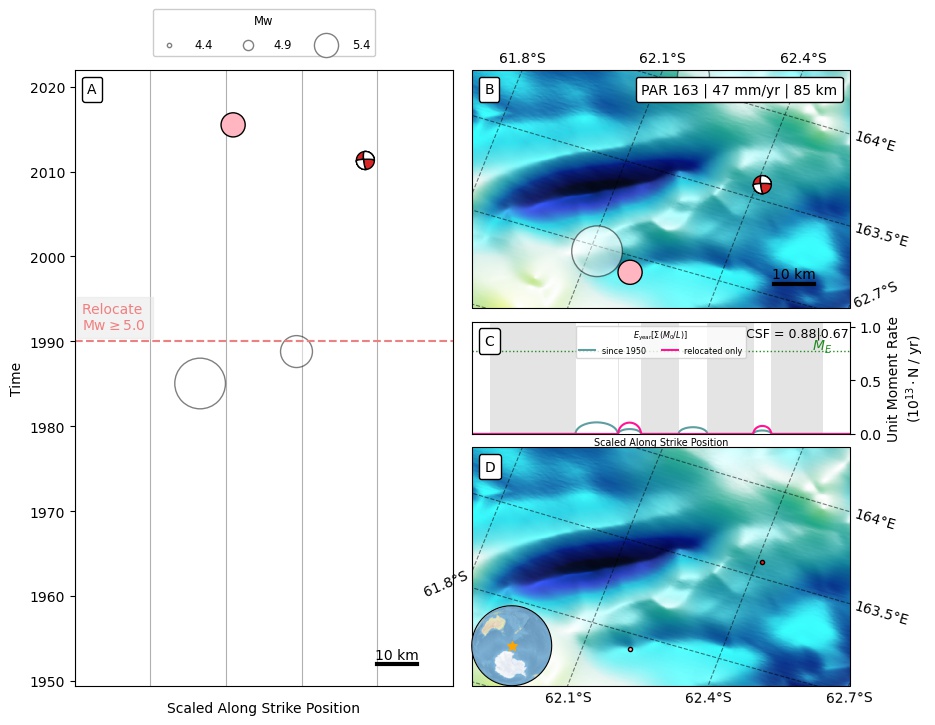 Mw
4.4 4.9 5.4
A
2020
2010
2000
1990
1980
1970
1960
1950
Time
Relocate
Mw ≥ 5.0
10 km
Scaled Along Strike Position
61.8°S 62.1°S 62.4°S
B
PAR 163 | 47 mm/yr | 85 km
164°E
163.5°E
62.7°S
10 km
C
E_year[Σ(M_0/L)]
since 1950 relocated only
CSF = 0.88|0.67
Ṁ_E
1.0
0.5
0.0
Unit Moment Rate
(10^13 · N / yr)
Scaled Along Strike Position
D
164°E
163.5°E
61.8°S
62.1°S 62.4°S 62.7°S